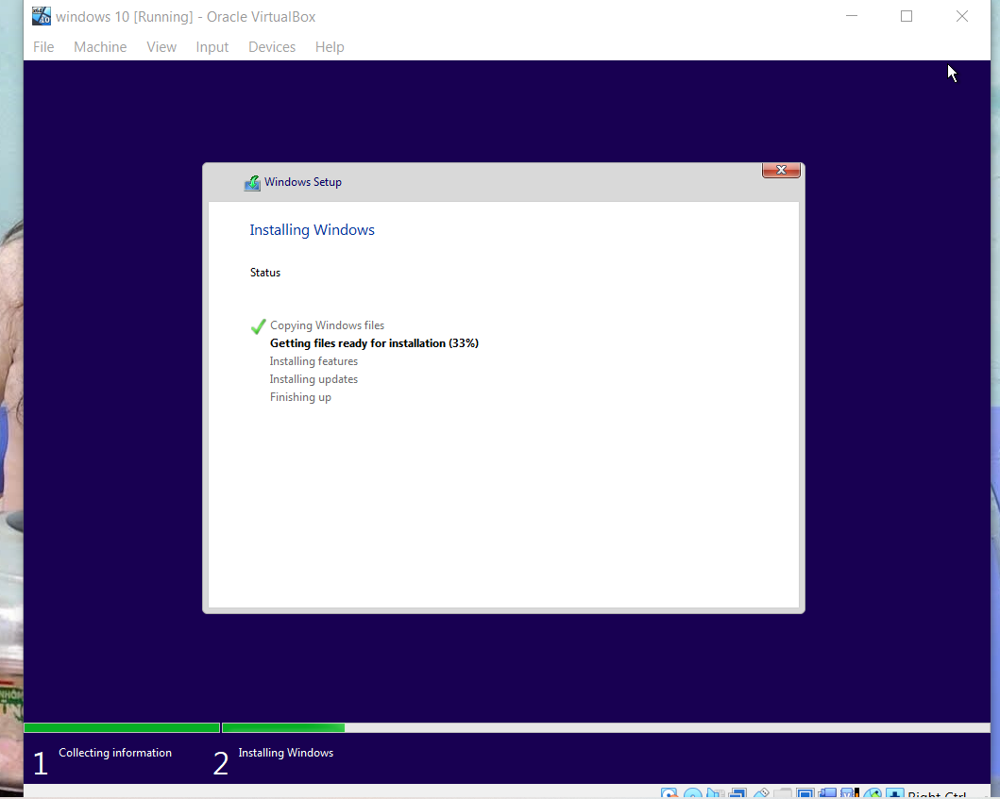 windows 10 [Running] - Oracle VirtualBox
File Machine View Input Devices Help
Windows Setup
Installing Windows
Status
Copying Windows files
Getting files ready for installation (33%)
Installing features
Installing updates
Finishing up
1 Collecting information 2 Installing Windows
Right Ctrl